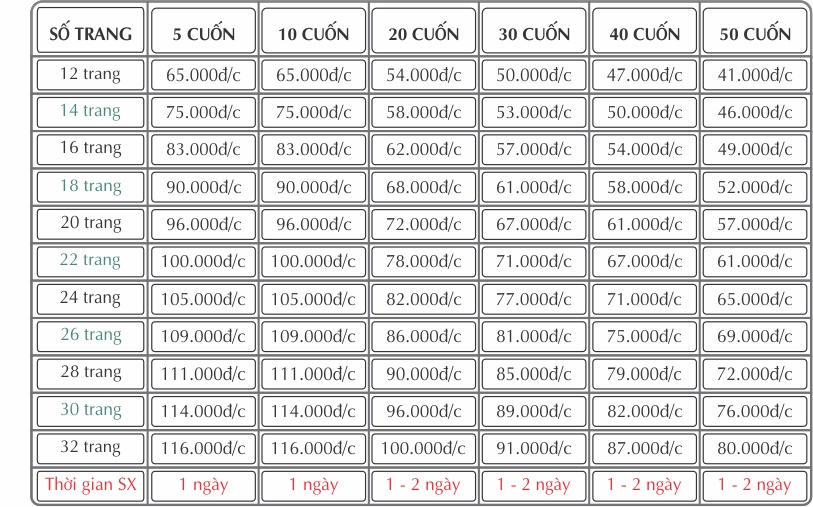 SỐ TRANG 5 CUỐN 10 CUỐN 20 CUỐN 30 CUỐN 40 CUỐN 50 CUỐN
12 trang 65.000đ/c 65.000đ/c 54.000đ/c 50.000đ/c 47.000đ/c 41.000đ/c
14 trang 75.000đ/c 75.000đ/c 58.000đ/c 53.000đ/c 50.000đ/c 46.000đ/c
16 trang 83.000đ/c 83.000đ/c 62.000đ/c 57.000đ/c 54.000đ/c 49.000đ/c
18 trang 90.000đ/c 90.000đ/c 68.000đ/c 61.000đ/c 58.000đ/c 52.000đ/c
20 trang 96.000đ/c 96.000đ/c 72.000đ/c 67.000đ/c 61.000đ/c 57.000đ/c
22 trang 100.000đ/c 100.000đ/c 78.000đ/c 71.000đ/c 67.000đ/c 61.000đ/c
24 trang 105.000đ/c 105.000đ/c 82.000đ/c 77.000đ/c 71.000đ/c 65.000đ/c
26 trang 109.000đ/c 109.000đ/c 86.000đ/c 81.000đ/c 75.000đ/c 69.000đ/c
28 trang 111.000đ/c 111.000đ/c 90.000đ/c 85.000đ/c 79.000đ/c 72.000đ/c
30 trang 114.000đ/c 114.000đ/c 96.000đ/c 89.000đ/c 82.000đ/c 76.000đ/c
32 trang 116.000đ/c 116.000đ/c 100.000đ/c 91.000đ/c 87.000đ/c 80.000đ/c
Thời gian SX 1 ngày 1 ngày 1 - 2 ngày 1 - 2 ngày 1 - 2 ngày 1 - 2 ngày